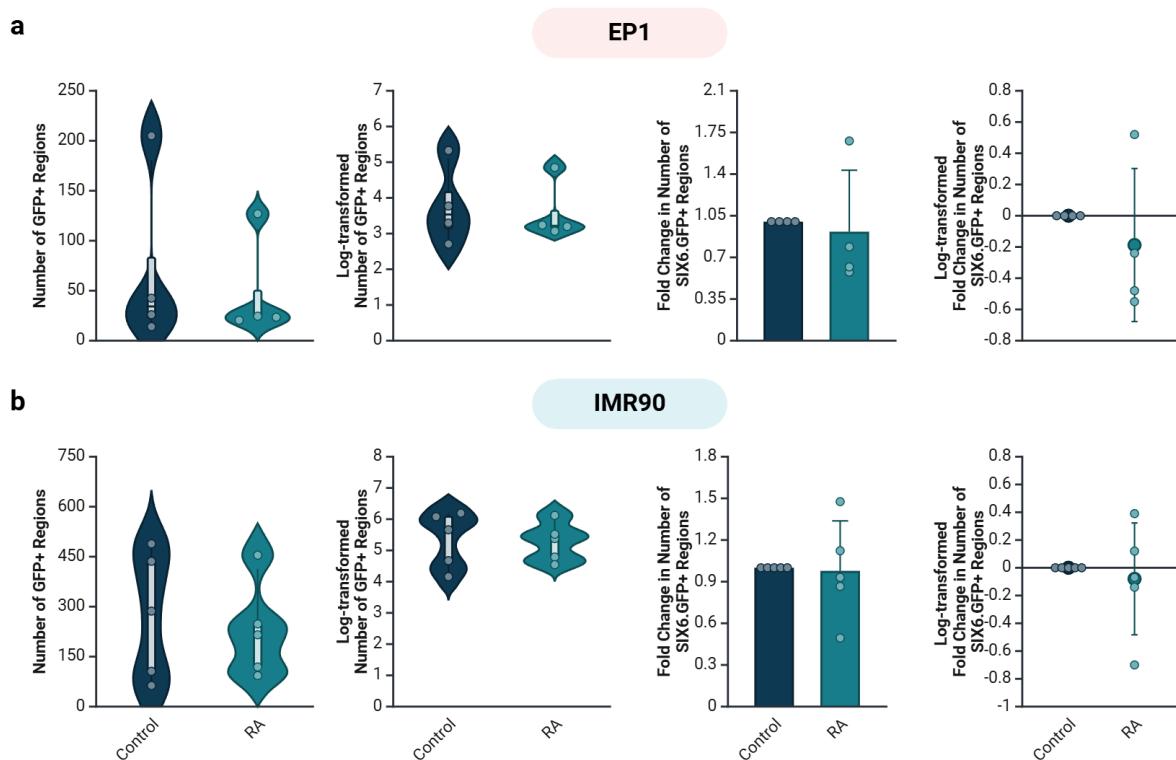 a
EP1
Number of GFP+ Regions
250
200
150
100
50
0
Log-transformed
Number of GFP+ Regions
7
6
5
4
3
2
1
0
Fold Change in Number of
SIX6.GFP+ Regions
2.1
1.75
1.4
1.05
0.7
0.35
0
Log-transformed
Fold Change in Number of
SIX6.GFP+ Regions
0.8
0.6
0.4
0.2
0
-0.2
-0.4
-0.6
-0.8
b
IMR90
Number of GFP+ Regions
750
600
450
300
150
0
Control
RA
Log-transformed
Number of GFP+ Regions
8
7
6
5
4
3
2
1
0
Control
RA
Fold Change in Number of
SIX6.GFP+ Regions
1.8
1.5
1.2
0.9
0.6
0.3
0
Control
RA
Log-transformed
Fold Change in Number of
SIX6.GFP+ Regions
0.8
0.6
0.4
0.2
0
-0.2
-0.4
-0.6
-0.8
-1
Control
RA